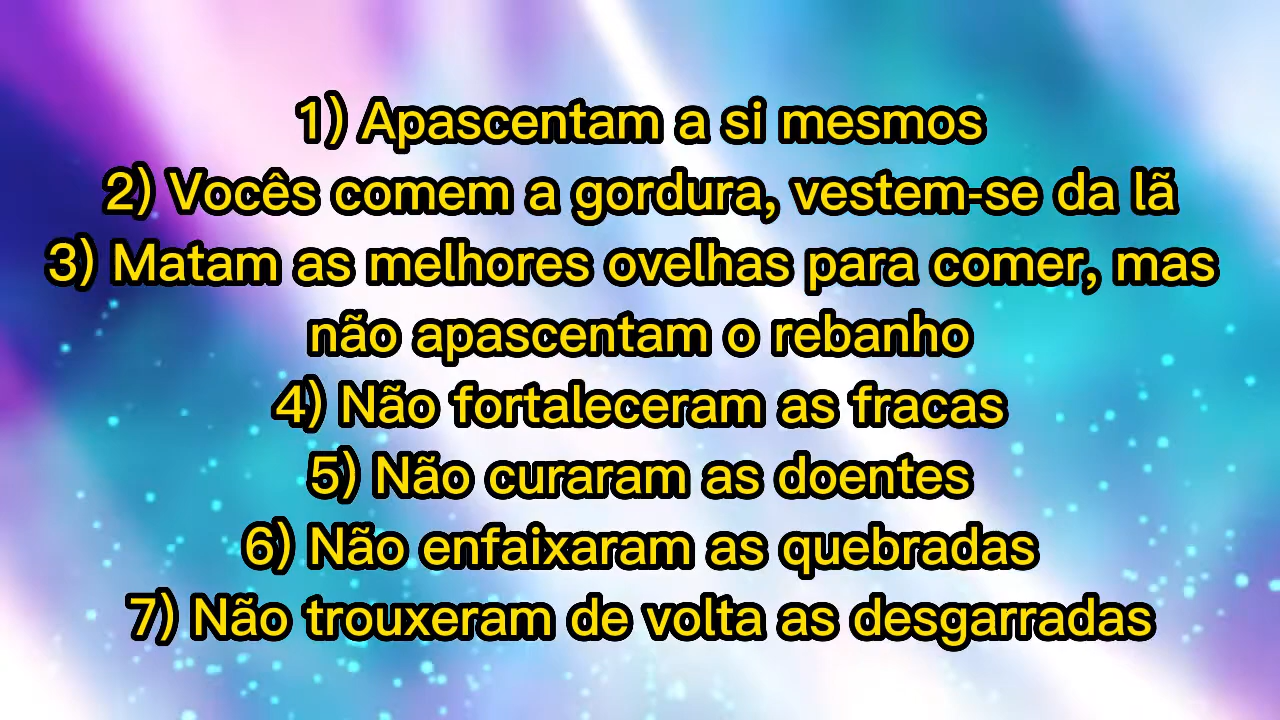 1) Apascentam a si mesmos
2) Vocês comem a gordura, vestem-se da lã
3) Matam as melhores ovelhas para comer, mas
não apascentam o rebanho
4) Não fortaleceram as fracas
5) Não curaram as doentes
6) Não enfaixaram as quebradas
7) Não trouxeram de volta as desgarradas